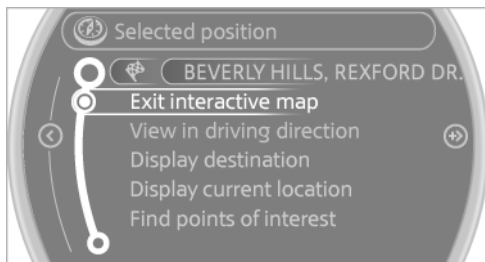 Selected position
BEVERLY HILLS, REXFORD DR.
Exit interactive map
View in driving direction
Display destination
Display current location
Find points of interest